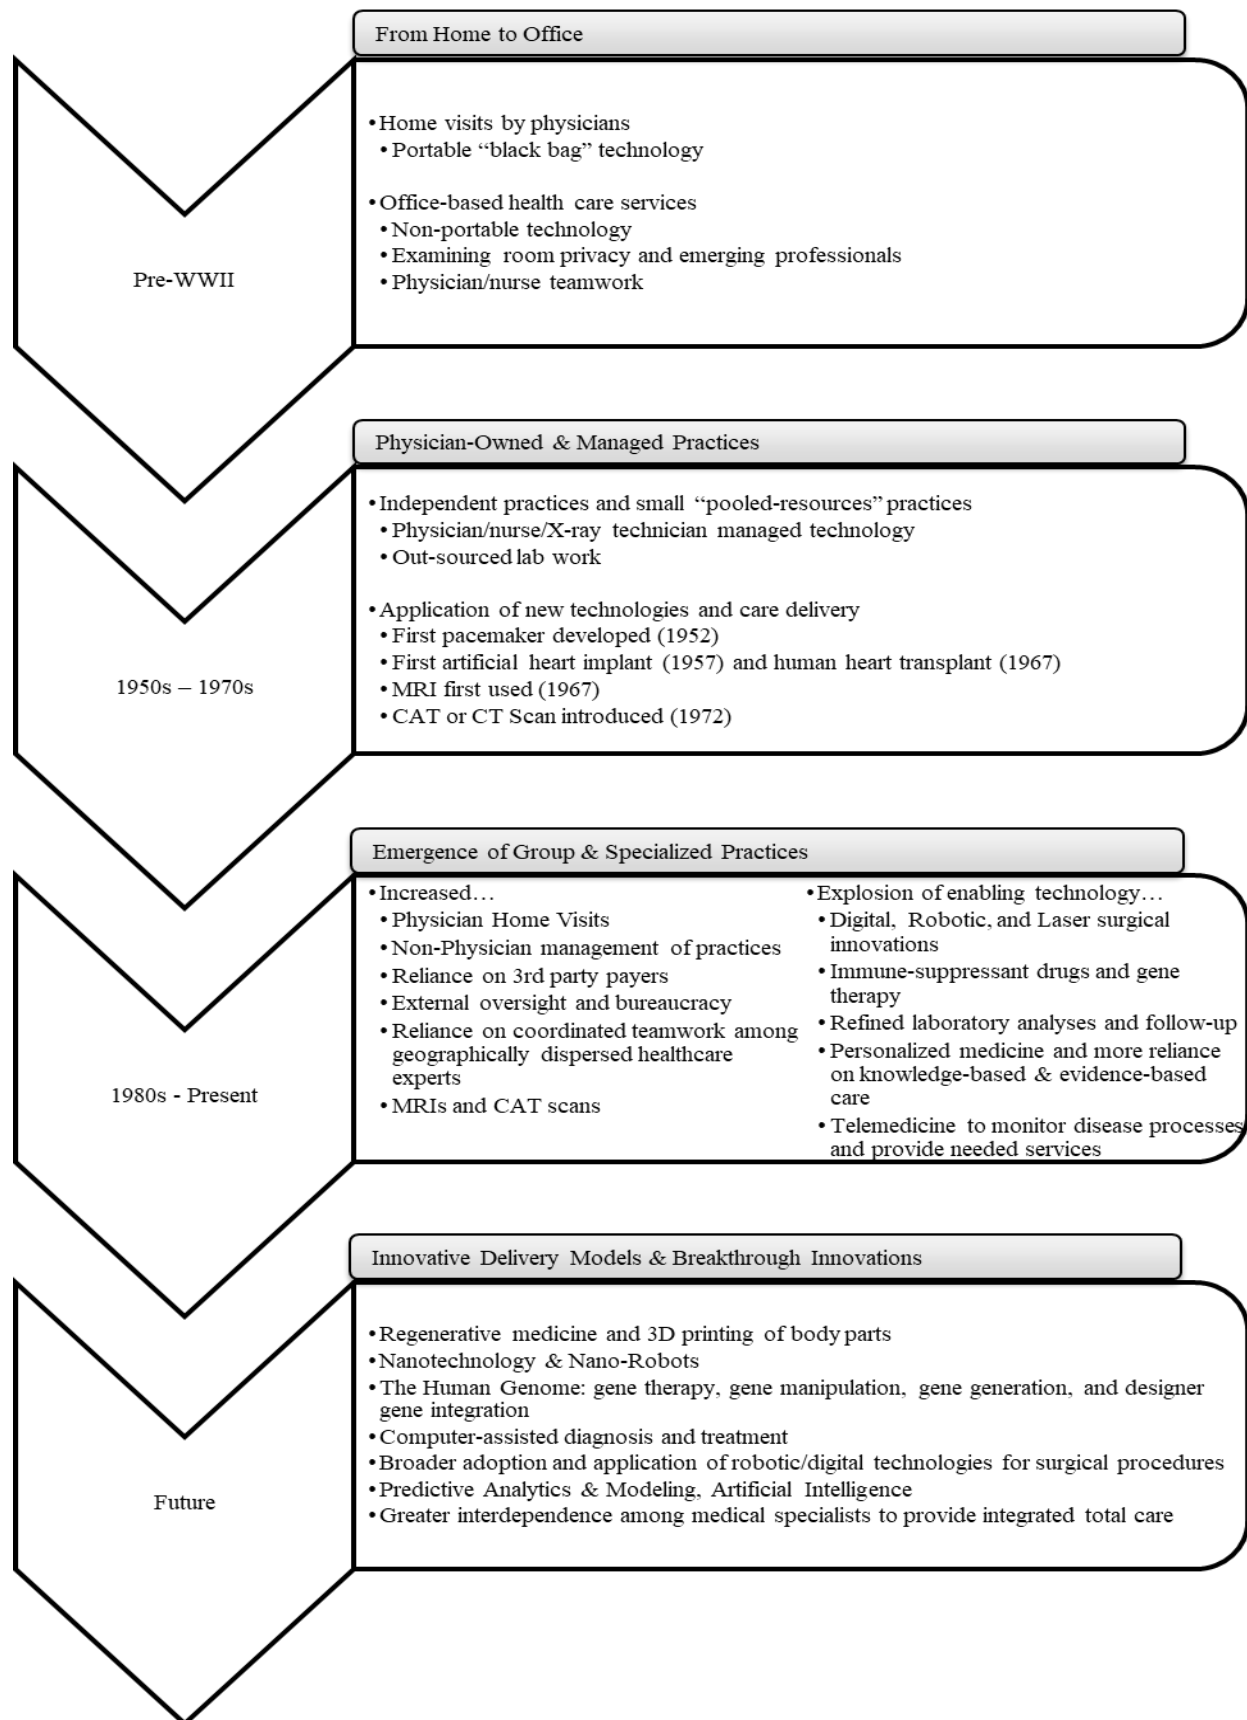 From Home to Office
• Home visits by physicians
• Portable “black bag” technology
• Office-based health care services
• Non-portable technology
• Examining room privacy and emerging professionals
• Physician/nurse teamwork
Pre-WWII
Physician-Owned & Managed Practices
• Independent practices and small “pooled-resources” practices
• Physician/nurse/X-ray technician managed technology
• Out-sourced lab work
• Application of new technologies and care delivery
• First pacemaker developed (1952)
• First artificial heart implant (1957) and human heart transplant (1967)
• MRI first used (1967)
• CAT or CT Scan introduced (1972)
1950s – 1970s
Emergence of Group & Specialized Practices
• Increased…
• Physician Home Visits
• Non-Physician management of practices
• Reliance on 3rd party payers
• External oversight and bureaucracy
• Reliance on coordinated teamwork among
geographically dispersed healthcare
experts
• MRIs and CAT scans
• Explosion of enabling technology…
• Digital, Robotic, and Laser surgical
innovations
• Immune-suppressant drugs and gene
therapy
• Refined laboratory analyses and follow-up
• Personalized medicine and more reliance
on knowledge-based & evidence-based
care
• Telemedicine to monitor disease processes
and provide needed services
1980s - Present
Innovative Delivery Models & Breakthrough Innovations
• Regenerative medicine and 3D printing of body parts
• Nanotechnology & Nano-Robots
• The Human Genome: gene therapy, gene manipulation, gene generation, and designer
gene integration
• Computer-assisted diagnosis and treatment
• Broader adoption and application of robotic/digital technologies for surgical procedures
• Predictive Analytics & Modeling, Artificial Intelligence
• Greater interdependence among medical specialists to provide integrated total care
Future